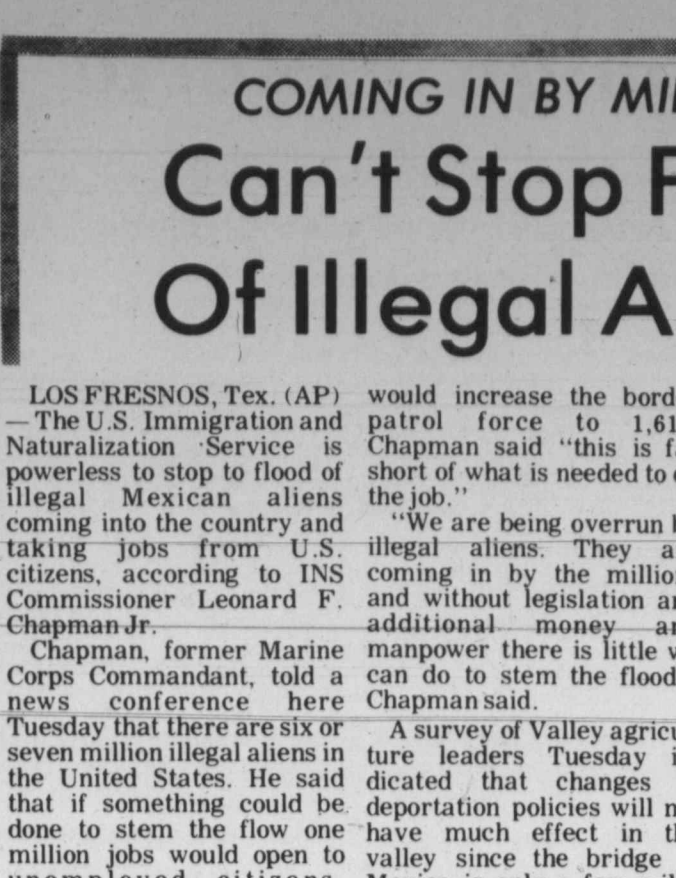 COMING IN BY
Can't Stop
Of Illegal
LOS FRESNOS, Tex. (AP)
— The U.S. Immigration and
Naturalization Service is
powerless to stop to flood of
illegal Mexican aliens
coming into the country and
taking jobs from U.S.
citizens, according to INS
Commissioner Leonard F.
Chapman Jr.
Chapman, former Marine
Corps Commandant, told a
news conference here
Tuesday that there are six or
seven million illegal aliens in
the United States. He said
that if something could be
done to stem the flow one
million jobs would open to
would increase the
patrol force to
Chapman said "this is
short of what is needed to
the job."
"We are being overrun
illegal aliens. They
coming in by the
and without legislation
additional money
manpower there is little
can do to stem the flood
Chapman said.
A survey of Valley
ture leaders Tuesday
dicated that changes
deportation policies will
have much effect in
valley since the bridge